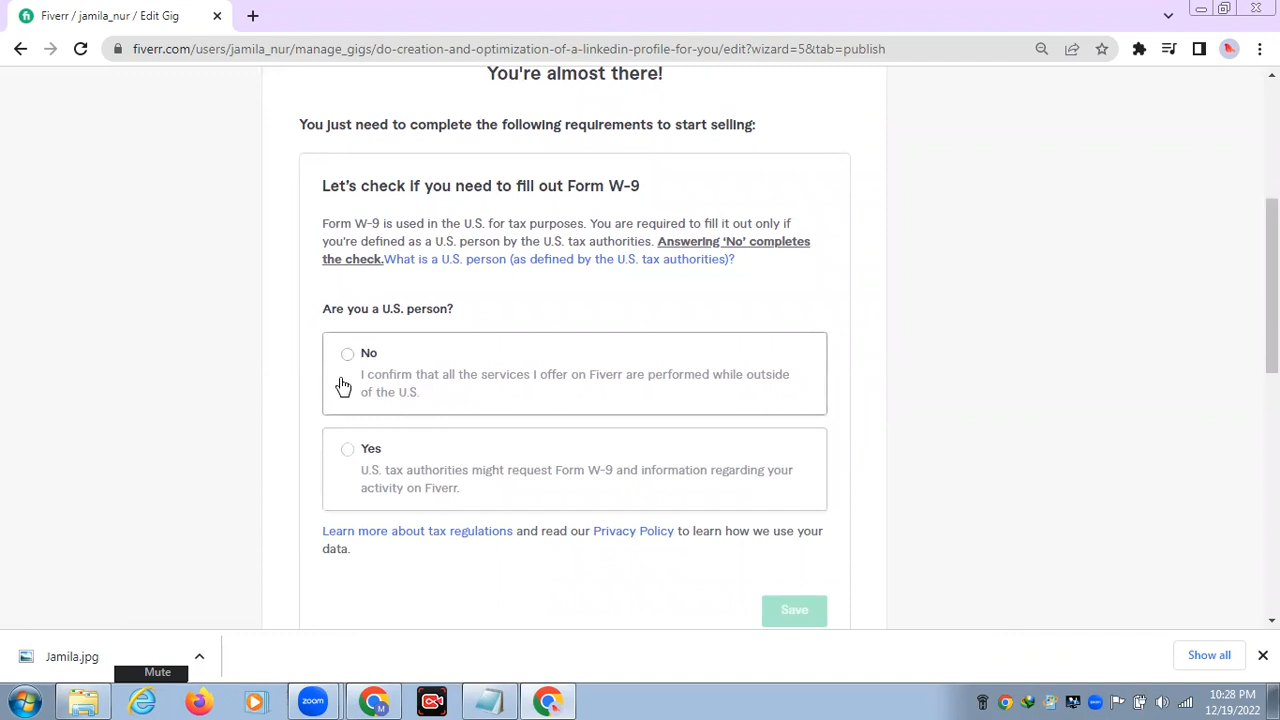 Fiverr / jamila_nur / Edit Gig
fiverr.com/users/jamila_nur/manage_gigs/do-creation-and-optimization-of-a-linkedin-profile-for-you/edit?wizard=5&tab=publish
You're almost there!
You just need to complete the following requirements to start selling:
Let's check if you need to fill out Form W-9
Form W-9 is used in the U.S. for tax purposes. You are required to fill it out only if
you're defined as a U.S. person by the U.S. tax authorities. Answering 'No' completes
the check.What is a U.S. person (as defined by the U.S. tax authorities)?
Are you a U.S. person?
No
I confirm that all the services I offer on Fiverr are performed while outside
of the U.S.
Yes
U.S. tax authorities might request Form W-9 and information regarding your
activity on Fiverr.
Learn more about tax regulations and read our Privacy Policy to learn how we use your
data.
Save
Jamila.jpg
Show all
Mute
zoom
M
10:28 PM
12/19/2022